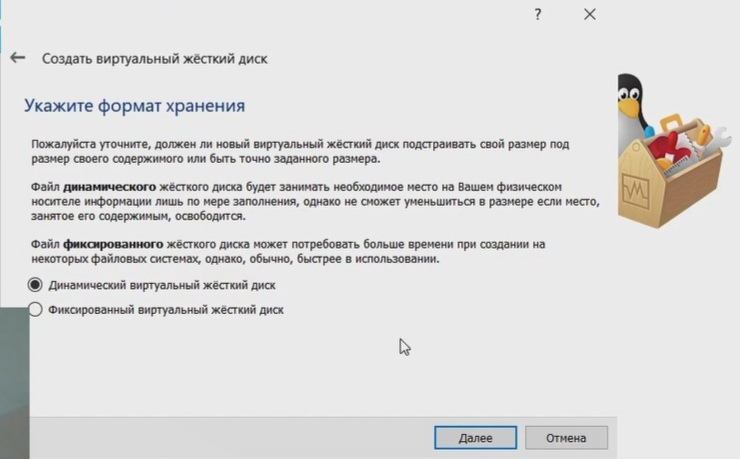 ?
Создать виртуальный жёсткий диск
Укажите формат хранения
Пожалуйста уточните, должен ли новый виртуальный жёсткий диск подстраивать свой размер под
размер своего содержимого или быть точно заданного размера.
Файл динамического жёсткого диска будет занимать необходимое место на Вашем физическом
носителе информации лишь по мере заполнения, однако не сможет уменьшиться в размере если место,
занятое его содержимым, освободится.
Файл фиксированного жёсткого диска может потребовать больше времени при создании на
некоторых файловых системах, однако, обычно, быстрее в использовании.
Динамический виртуальный жёсткий диск
Фиксированный виртуальный жёсткий диск
Далее
Отмена